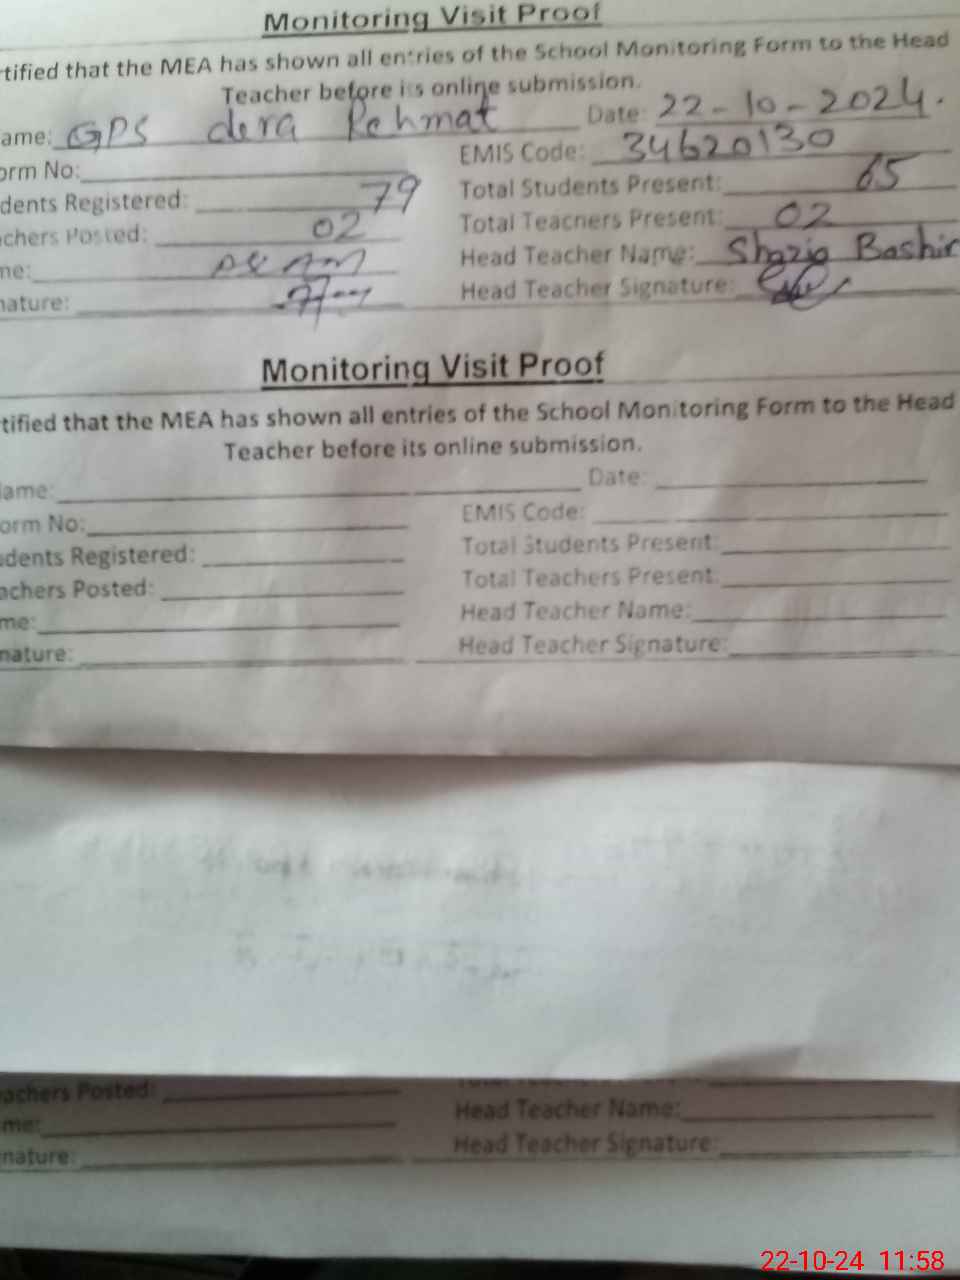 Monitoring Visit Proof
rtified that the MEA has shown all entries of the School Monitoring Form to the Head
Teacher before its online submission.
ame: GPS dera Rehmat Date: 22-10-2024.
orm No: EMIS Code: 34620130
dents Registered: 79 Total Students Present: 65
chers Posted: 02 Total Teachers Present: 02
me: Head Teacher Name: Shazia Bashir
nature: Head Teacher Signature:
Monitoring Visit Proof
tified that the MEA has shown all entries of the School Monitoring Form to the Head
Teacher before its online submission.
lame: Date:
orm No: EMIS Code:
dents Registered: Total Students Present:
achers Posted: Total Teachers Present:
me: Head Teacher Name:
nature: Head Teacher Signature:
eachers Posted:
me: Head Teacher Name:
nature: Head Teacher Signature:
22-10-24 11:58